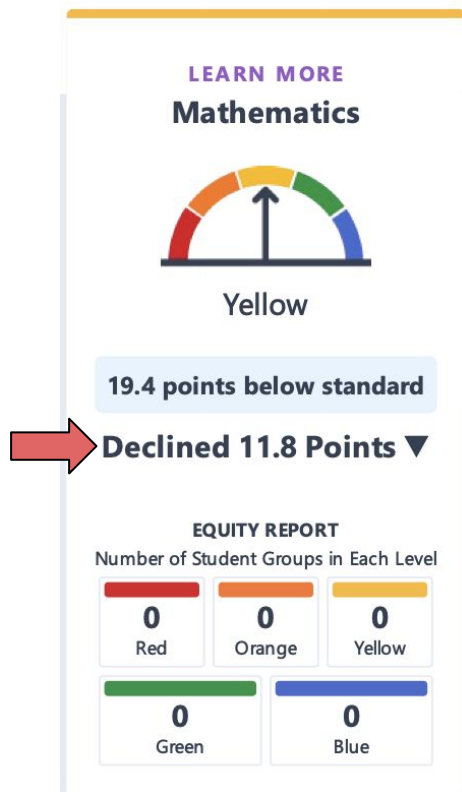 LEARN MORE
Mathematics
Yellow
19.4 points below standard
Declined 11.8 Points ▼
EQUITY REPORT
Number of Student Groups in Each Level
0 0 0
Red Orange Yellow
0 0
Green Blue